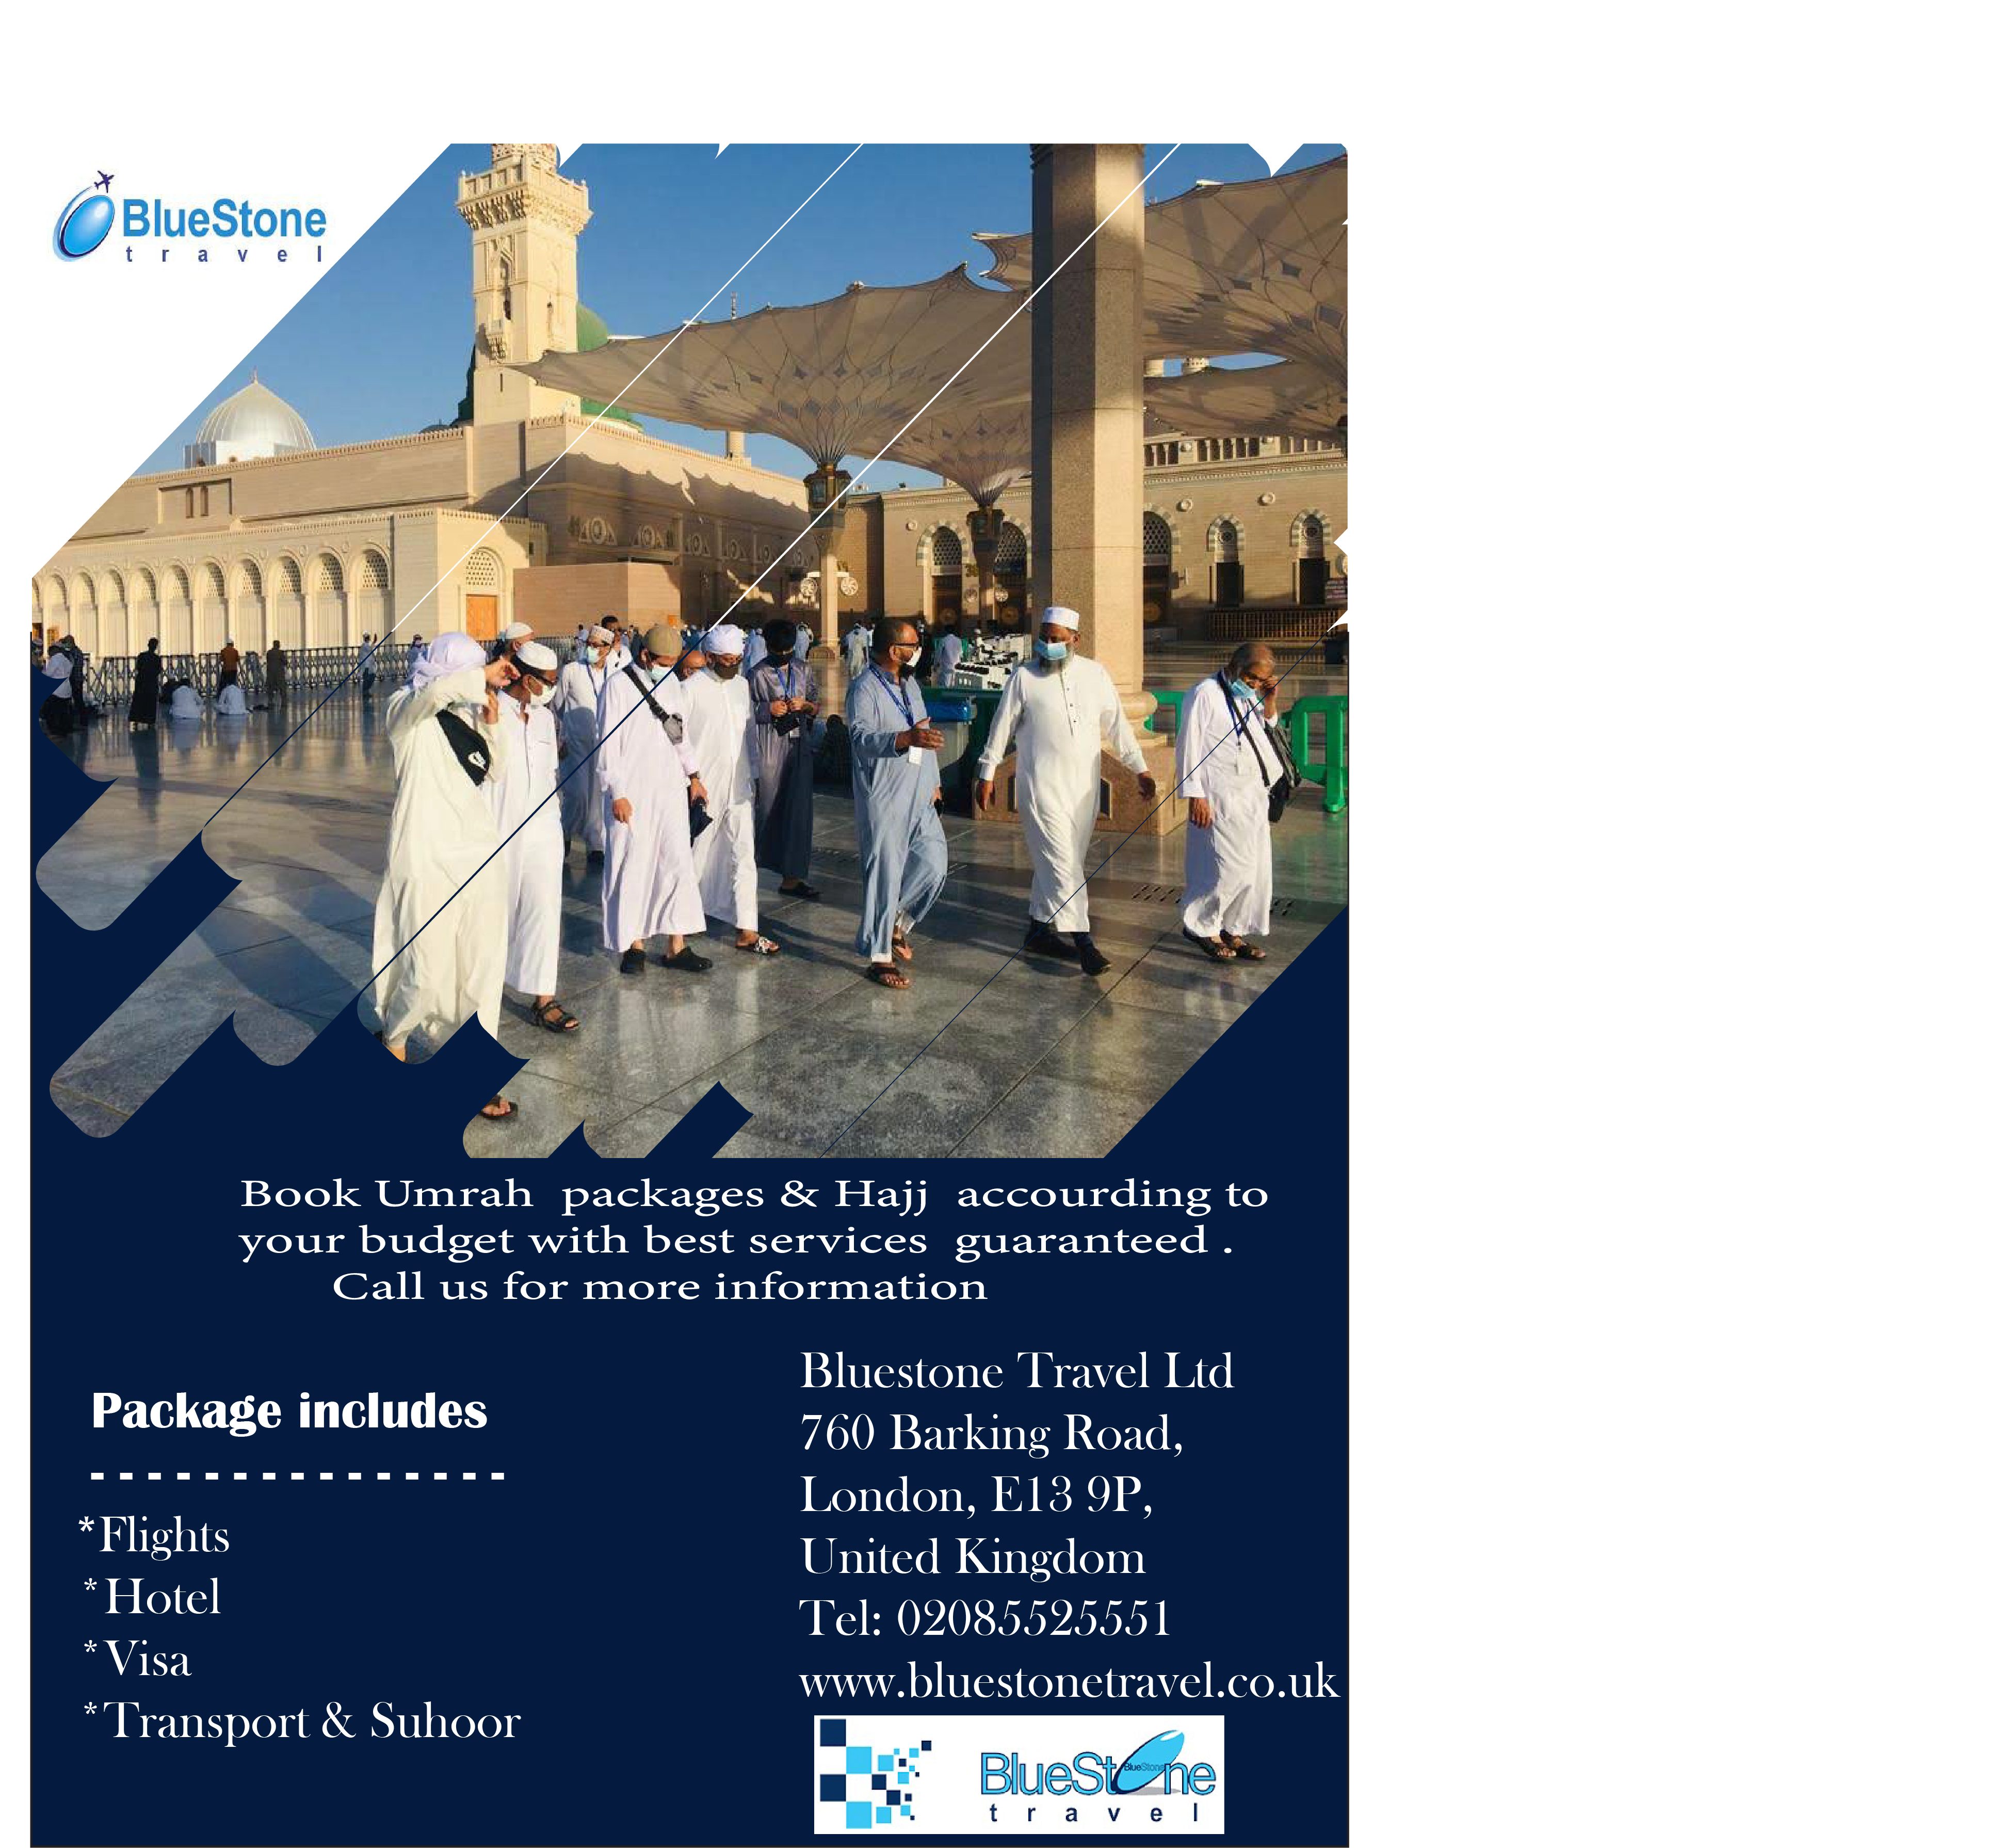 BlueStone
travel
Book Umrah packages & Hajj accourding to
your budget with best services guaranteed .
Call us for more information
Package includes
- - - - - - - - - - - - - - -
*Flights
*Hotel
*Visa
*Transport & Suhoor
Bluestone Travel Ltd
760 Barking Road,
London, E13 9P,
United Kingdom
Tel: 02085525551
www.bluestonetravel.co.uk
BlueStone
BlueStone
travel